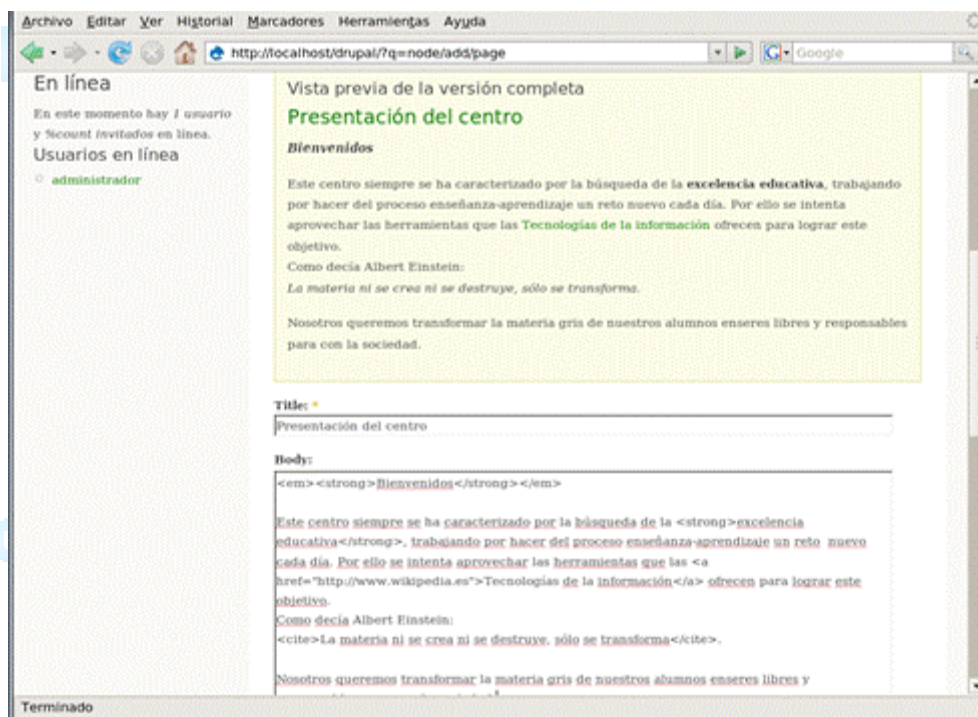 Archivo Editar Ver Historial Marcadores Herramientas Ayuda
http://localhost/drupal/?q=node/add/page
Google
En línea
En este momento hay 1 usuario
y %count invitados en línea.
Usuarios en línea
administrador
Vista previa de la versión completa
Presentación del centro
Bienvenidos
Este centro siempre se ha caracterizado por la búsqueda de la excelencia educativa, trabajando
por hacer del proceso enseñanza-aprendizaje un reto nuevo cada día. Por ello se intenta
aprovechar las herramientas que las Tecnologías de la información ofrecen para lograr este
objetivo.
Como decía Albert Einstein:
La materia ni se crea ni se destruye, sólo se transforma.
Nosotros queremos transformar la materia gris de nuestros alumnos enseres libres y responsables
para con la sociedad.
Title: *
Presentación del centro
Body:
<em><strong>Bienvenidos</strong></em>
Este centro siempre se ha caracterizado por la búsqueda de la <strong>excelencia
educativa</strong>, trabajando por hacer del proceso enseñanza-aprendizaje un reto nuevo
cada día. Por ello se intenta aprovechar las herramientas que las <a
href="http://www.wikipedia.es">Tecnologías de la información</a> ofrecen para lograr este
objetivo.
Como decía Albert Einstein:
<cite>La materia ni se crea ni se destruye, sólo se transforma</cite>.
Nosotros queremos transformar la materia gris de nuestros alumnos enseres libres y
Terminado